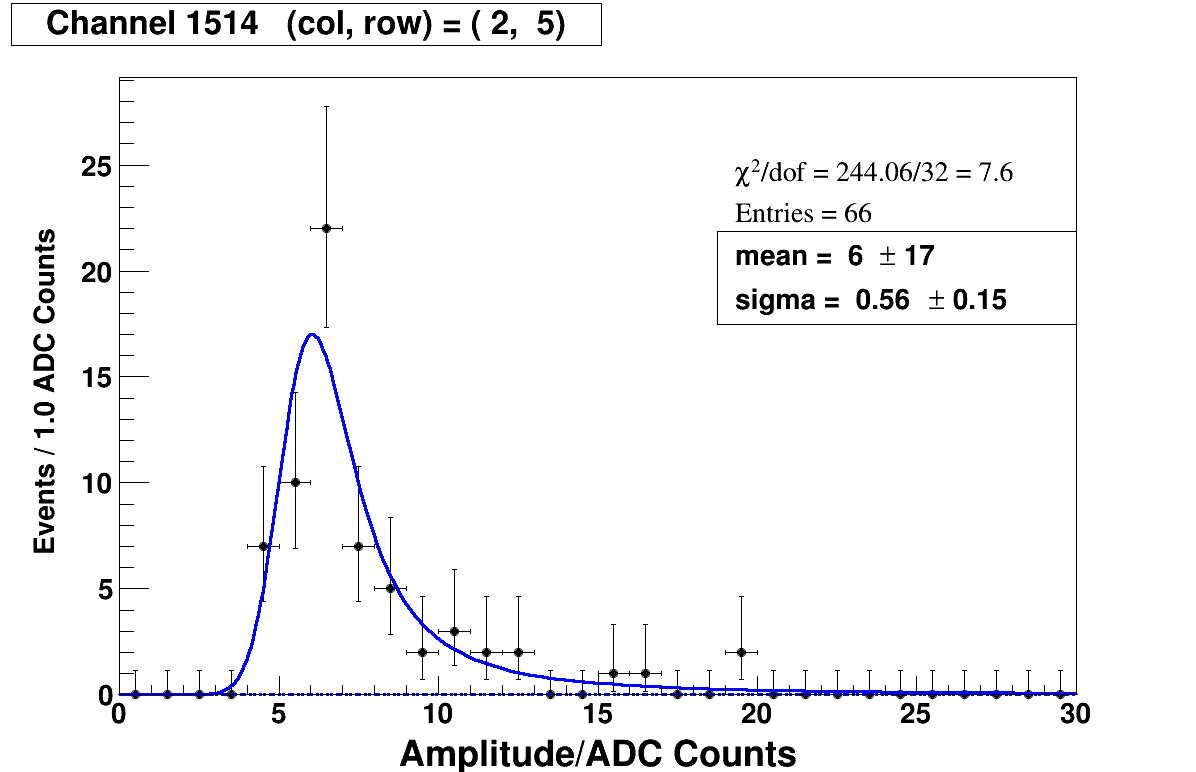 Channel 1514 (col, row) = ( 2, 5)
χ²/dof = 244.06/32 = 7.6
Entries = 66
mean = 6 ± 17
sigma = 0.56 ± 0.15
Events / 1.0 ADC Counts
25
20
15
10
5
0
0 5 10 15 20 25 30
Amplitude/ADC Counts